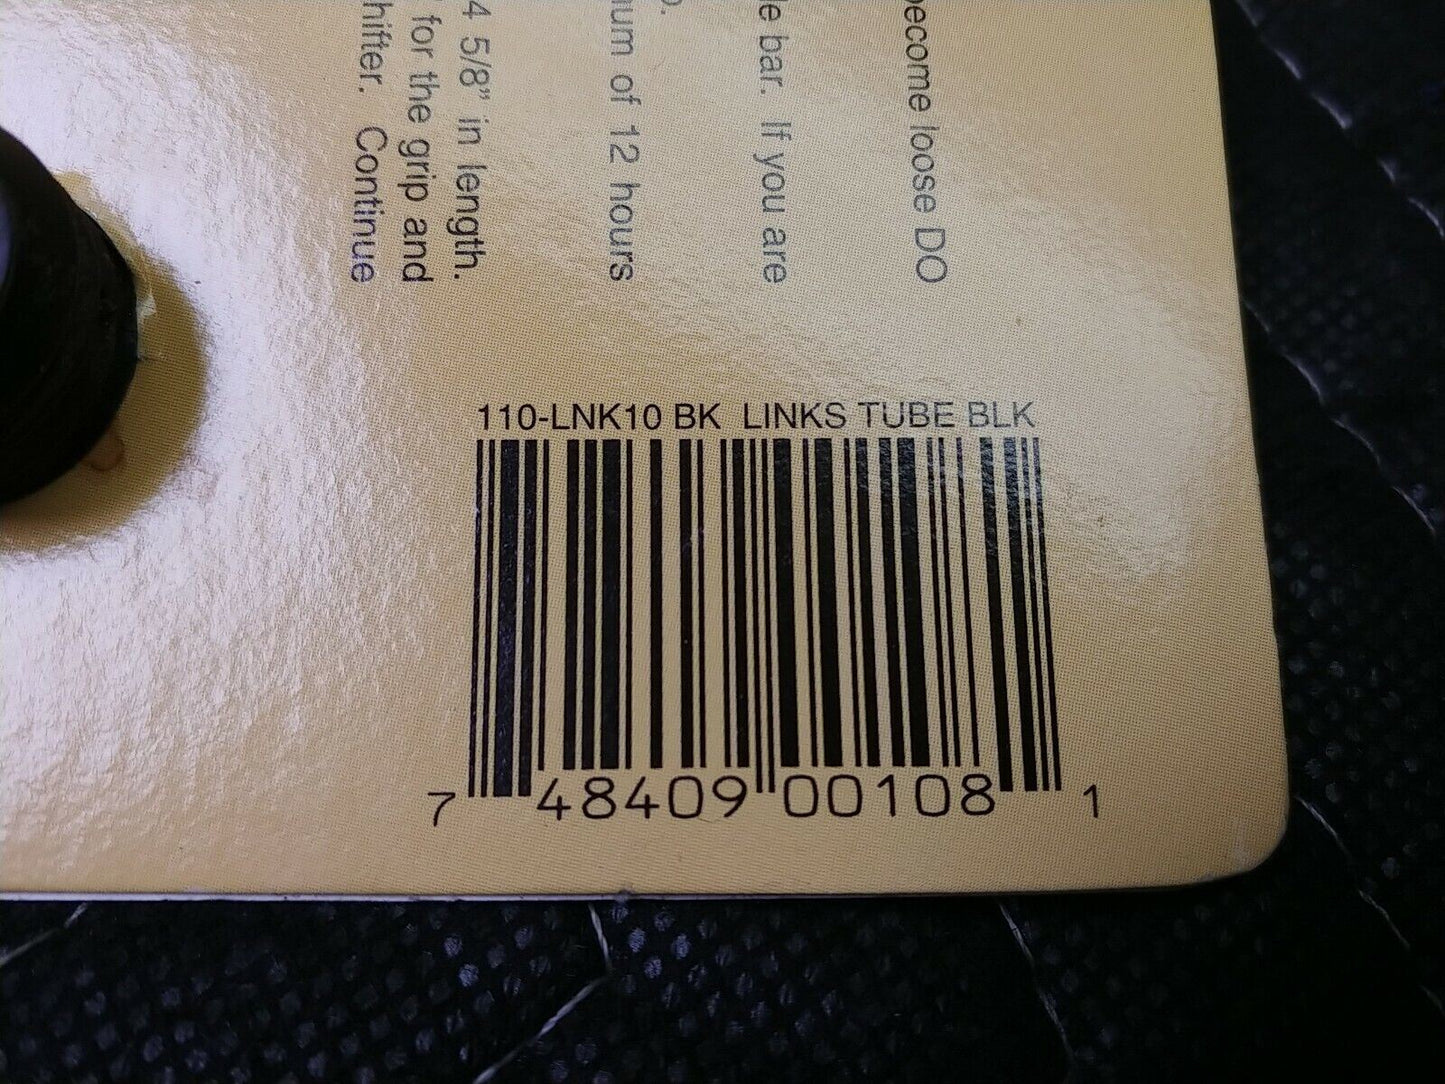 4 5/8” in length.
for the grip and
hifter. Continue
um of 12 hours
e bar. If you are
ecome loose DO
110-LNK10 BK LINKS TUBE BLK
7 48409 00108 1